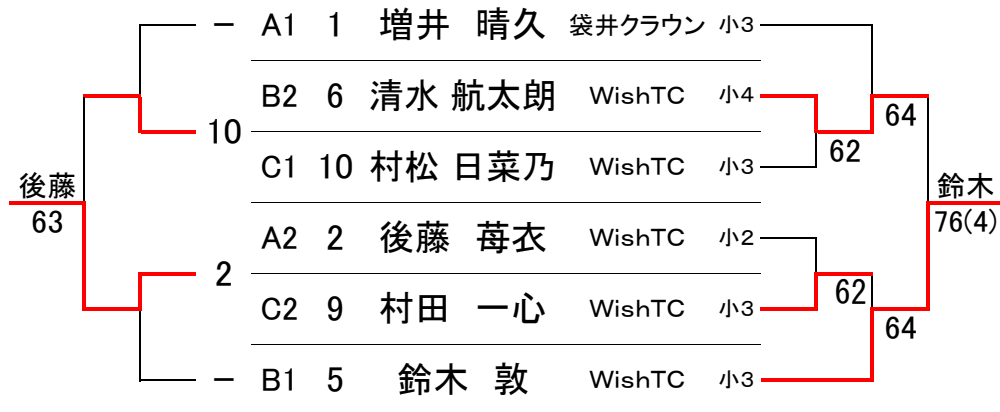 － A1 1 増井 晴久 袋井クラウン 小3
B2 6 清水 航太朗 WishTC 小4
64
10
62
C1 10 村松 日菜乃 WishTC 小3
後藤
鈴木
63
76(4)
A2 2 後藤 苺衣 WishTC 小2
2
62
C2 9 村田 一心 WishTC 小3
64
－ B1 5 鈴木 敦 WishTC 小3